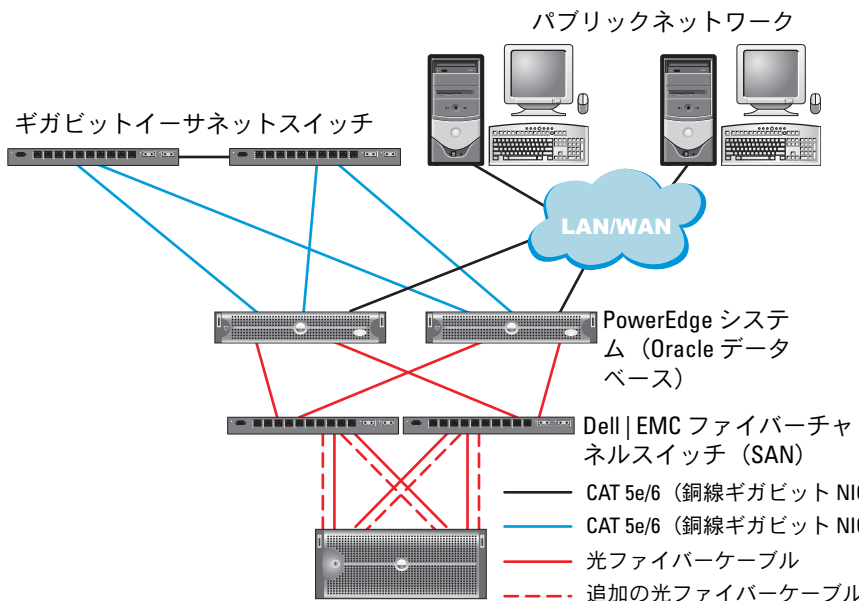 パブリックネットワーク
ギガビットイーサネットスイッチ
LAN/WAN
PowerEdge システ
ム（Oracle データ
ベース）
Dell | EMC ファイバーチャ
ネルスイッチ（SAN）
CAT 5e/6（銅線ギガビット NIC
CAT 5e/6（銅線ギガビット NIC
光ファイバーケーブル
追加の光ファイバーケーブル